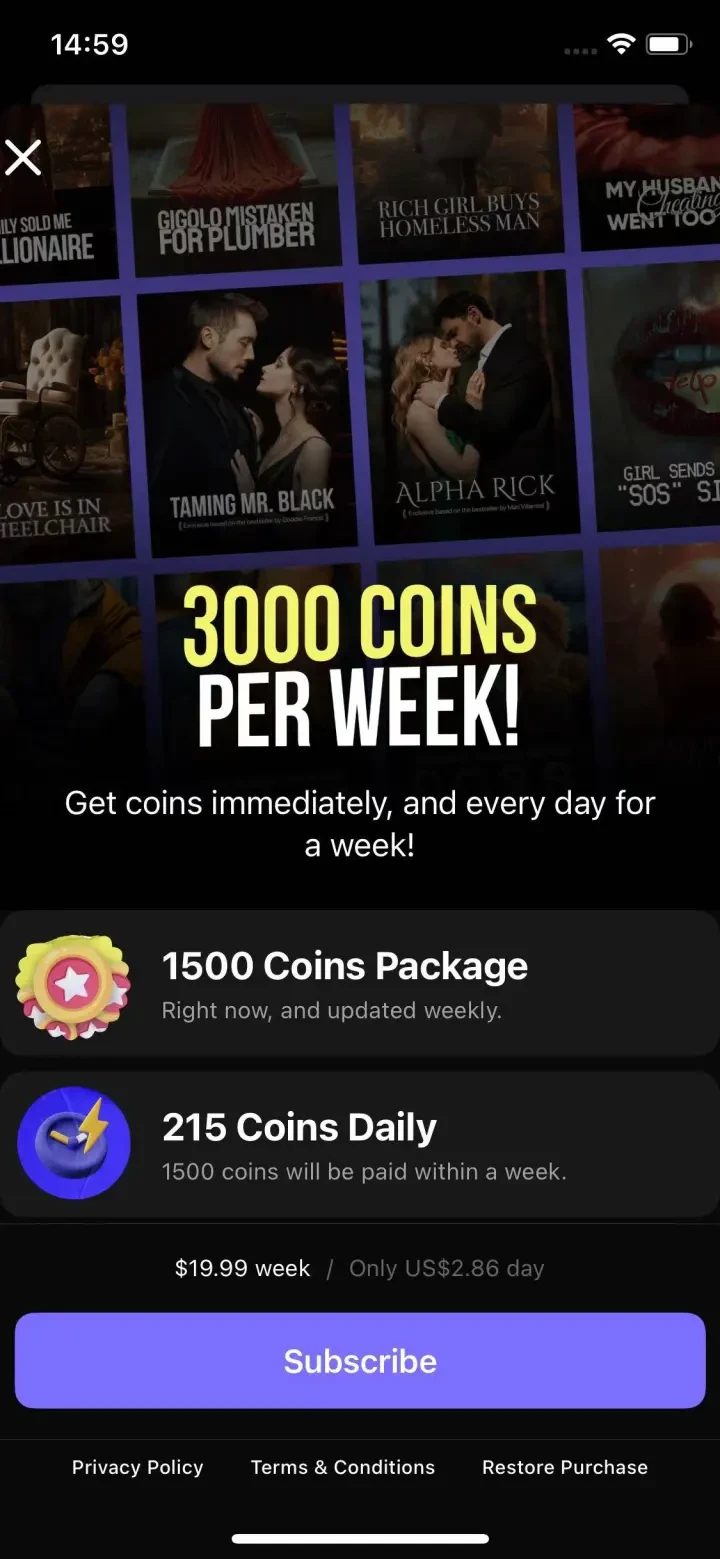 14:59
ILY SOLD ME
LLIONAIRE
GIGOLO MISTAKEN
FOR PLUMBER
RICH GIRL BUYS
HOMELESS MAN
MY HUSBAN
Cheating
WENT TOO
LOVE IS IN
HEELCHAIR
TAMING MR. BLACK
ALPHA RICK
Help
GIRL SENDS
"SOS" SI
3000 COINS
PER WEEK!
Get coins immediately, and every day for
a week!
1500 Coins Package
Right now, and updated weekly.
215 Coins Daily
1500 coins will be paid within a week.
$19.99 week / Only US$2.86 day
Subscribe
Privacy Policy Terms & Conditions Restore Purchase